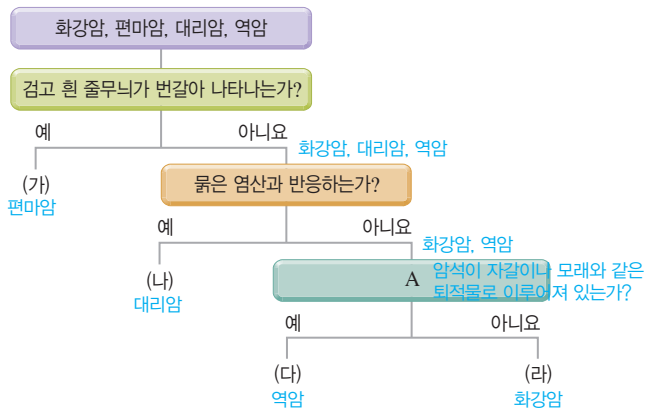 화강암, 편마암, 대리암, 역암
검고 흰 줄무늬가 번갈아 나타나는가?
예
아니요
화강암, 대리암, 역암
(가)
편마암
묽은 염산과 반응하는가?
예
아니요
화강암, 역암
(나)
대리암
A
암석이 자갈이나 모래와 같은
퇴적물로 이루어져 있는가?
예
아니요
(다)
역암
(라)
화강암